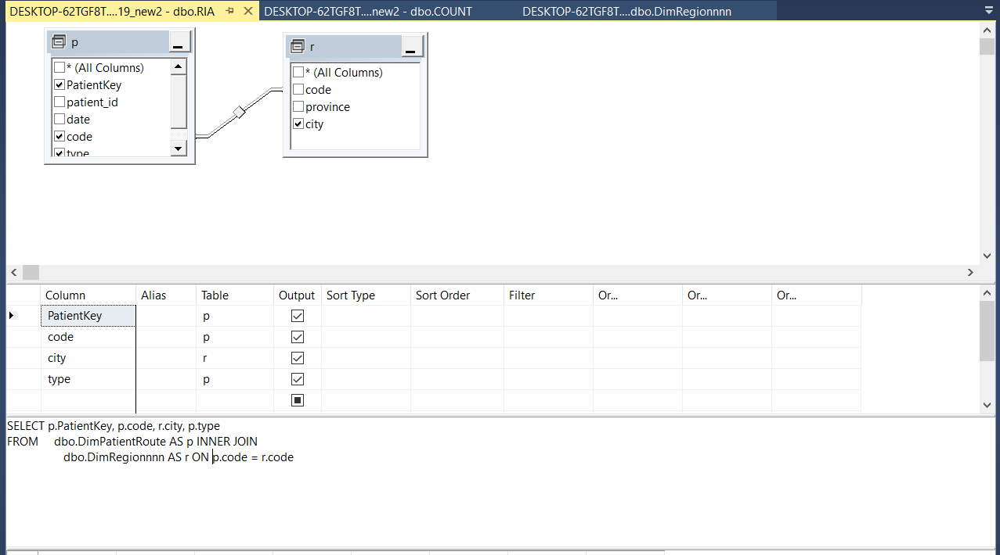 DESKTOP-62TGF8T....19_new2 - dbo.RIA
DESKTOP-62TGF8T....new2 - dbo.COUNT
DESKTOP-62TGF8T....dbo.DimRegionnnn
p
* (All Columns)
PatientKey
patient_id
date
code
type
r
* (All Columns)
code
province
city
Column Alias Table Output Sort Type Sort Order Filter Or... Or... Or...
PatientKey p
code p
city r
type p
SELECT p.PatientKey, p.code, r.city, p.type
FROM dbo.DimPatientRoute AS p INNER JOIN
dbo.DimRegionnnn AS r ON p.code = r.code